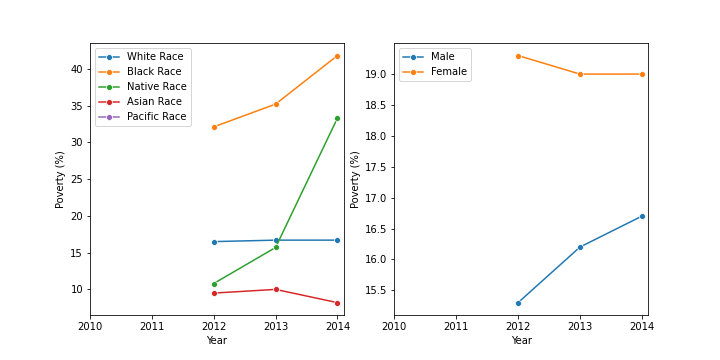 White Race
Black Race
Native Race
Asian Race
Pacific Race
Poverty (%)
40
35
30
25
20
15
10
2010 2011 2012 2013 2014
Year
Male
Female
Poverty (%)
19.0
18.5
18.0
17.5
17.0
16.5
16.0
15.5
2010 2011 2012 2013 2014
Year